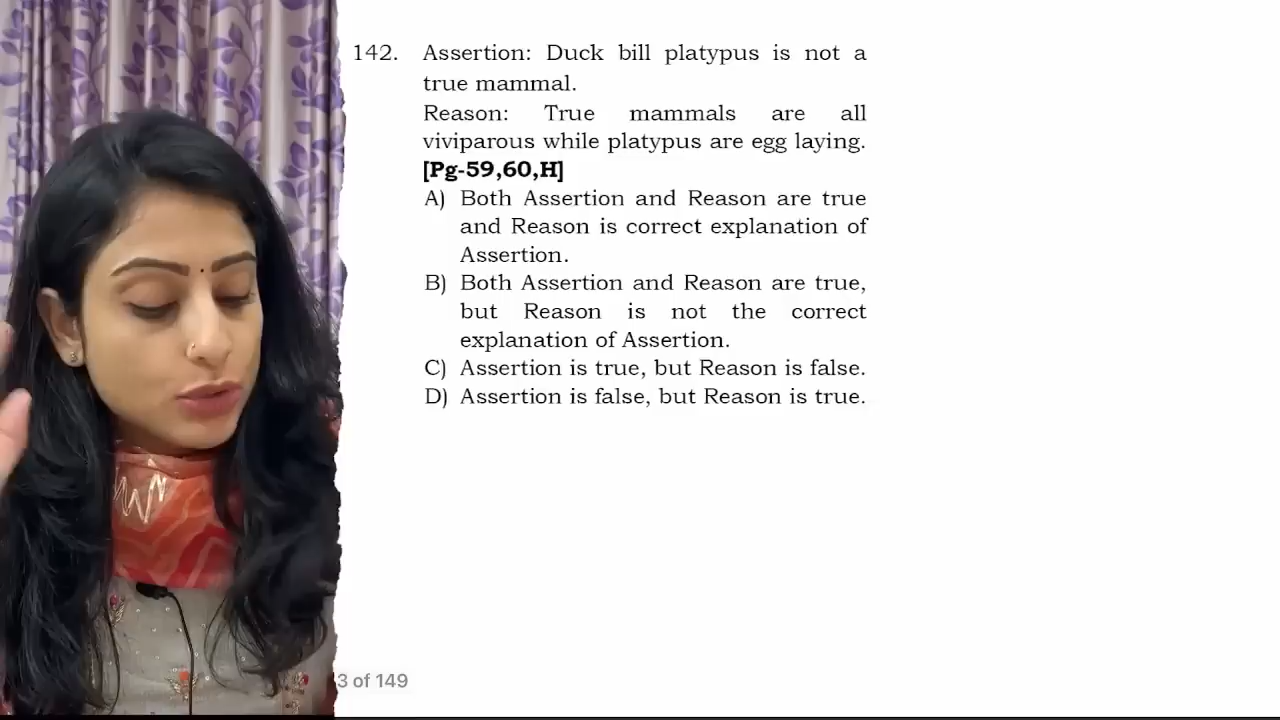 142. Assertion: Duck bill platypus is not a
true mammal.
Reason: True mammals are all
viviparous while platypus are egg laying.
[Pg-59,60,H]
A) Both Assertion and Reason are true
and Reason is correct explanation of
Assertion.
B) Both Assertion and Reason are true,
but Reason is not the correct
explanation of Assertion.
C) Assertion is true, but Reason is false.
D) Assertion is false, but Reason is true.
3 of 149